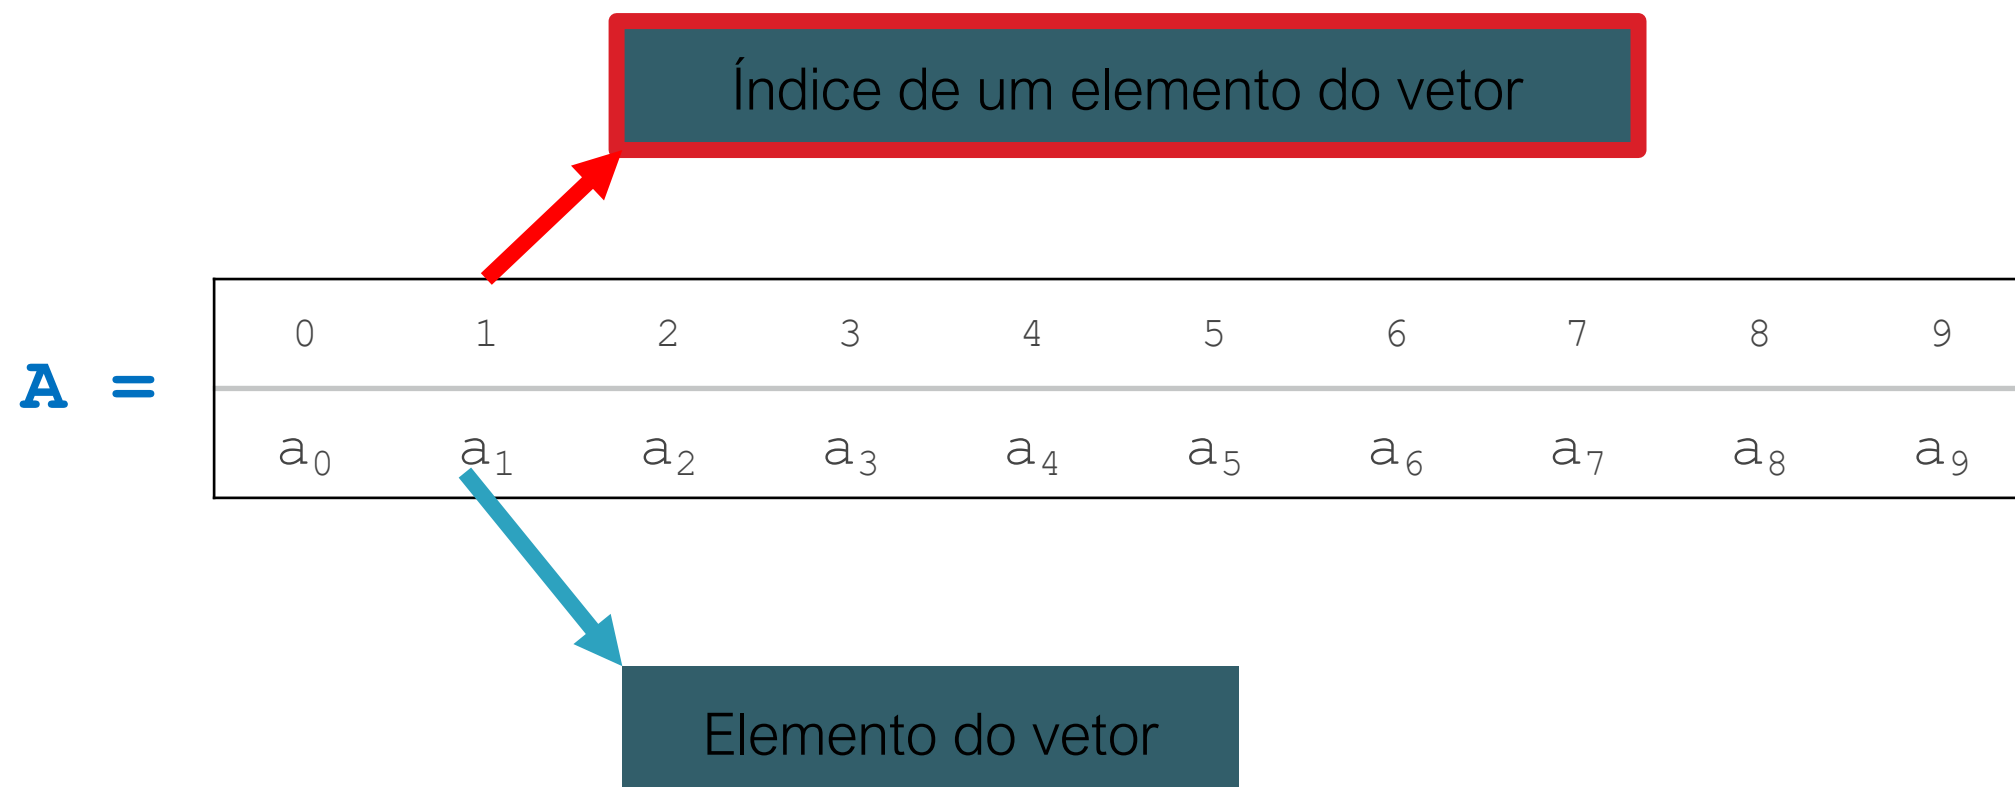 Índice de um elemento do vetor
0 1 2 3 4 5 6 7 8 9
A =
a₀ a₁ a₂ a₃ a₄ a₅ a₆ a₇ a₈ a₉
Elemento do vetor